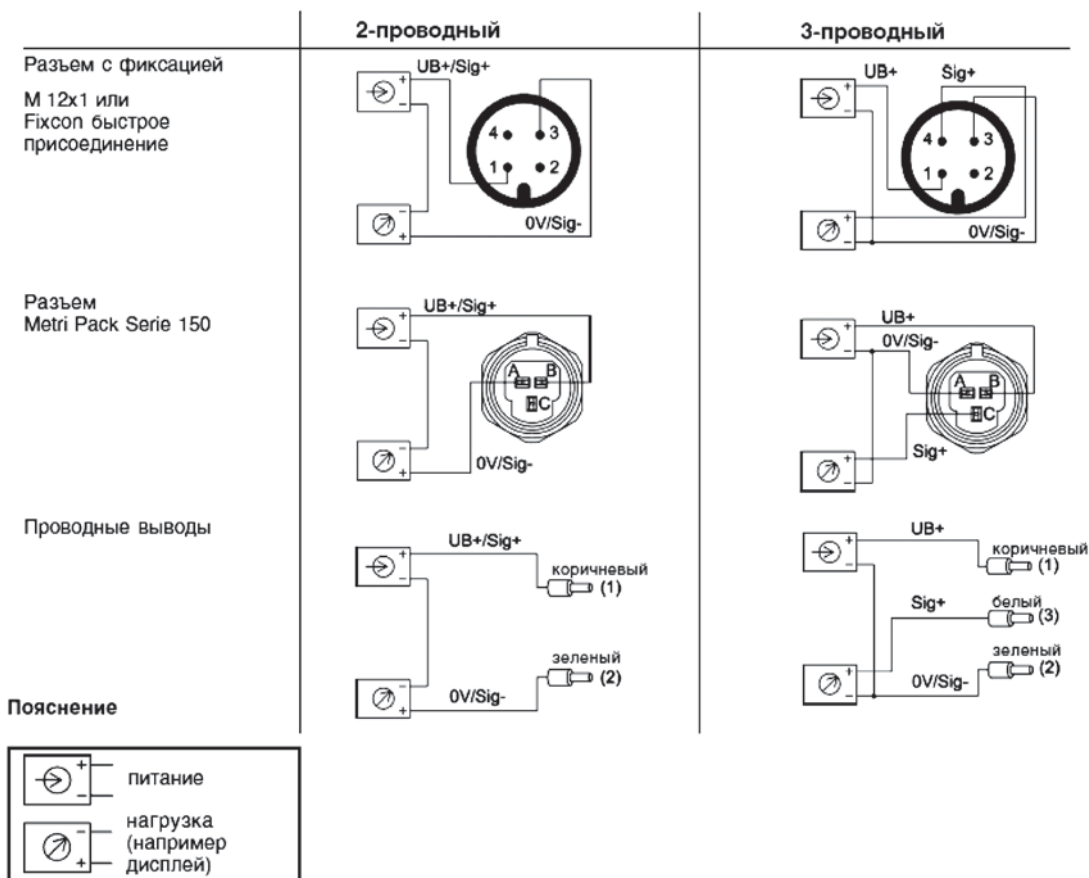 2-проводный
3-проводный
Разъем с фиксацией
M 12x1 или
Fixcon быстрое
присоединение
UB+/Sig+
+
-
4
3
1
2
-
+
0V/Sig-
UB+
Sig+
+
-
4
3
1
2
+
-
0V/Sig-
Разъем
Metri Pack Serie 150
UB+/Sig+
+
-
A
B
C
-
+
0V/Sig-
UB+
0V/Sig-
+
-
A
B
C
Sig+
+
-
Проводные выводы
UB+/Sig+
+
-
коричневый
(1)
зеленый
(2)
-
+
0V/Sig-
UB+
+
-
коричневый
(1)
Sig+
белый
(3)
зеленый
(2)
+
-
0V/Sig-
Пояснение
+
-
питание
-
+
нагрузка
(например
дисплей)